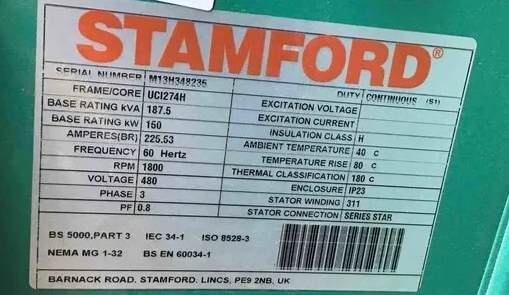 STAMFORD®
SERIAL NUMBER M13H348235
FRAME/CORE UCI274H
BASE RATING kVA 187.5
BASE RATING kW 150
AMPERES(BR) 225.53
FREQUENCY 60 Hertz
RPM 1800
VOLTAGE 480
PHASE 3
PF 0.8
DUTY CONTINUOUS (S1)
EXCITATION VOLTAGE
EXCITATION CURRENT
INSULATION CLASS H
AMBIENT TEMPERATURE 40 C
TEMPERATURE RISE 80 C
THERMAL CLASSIFICATION 180 C
ENCLOSURE IP23
STATOR WINDING 311
STATOR CONNECTION SERIES STAR
BS 5000,PART 3 IEC 34-1 ISO 8528-3
NEMA MG 1-32 BS EN 60034-1
BARNACK ROAD, STAMFORD, LINCS, PE9 2NB, UK